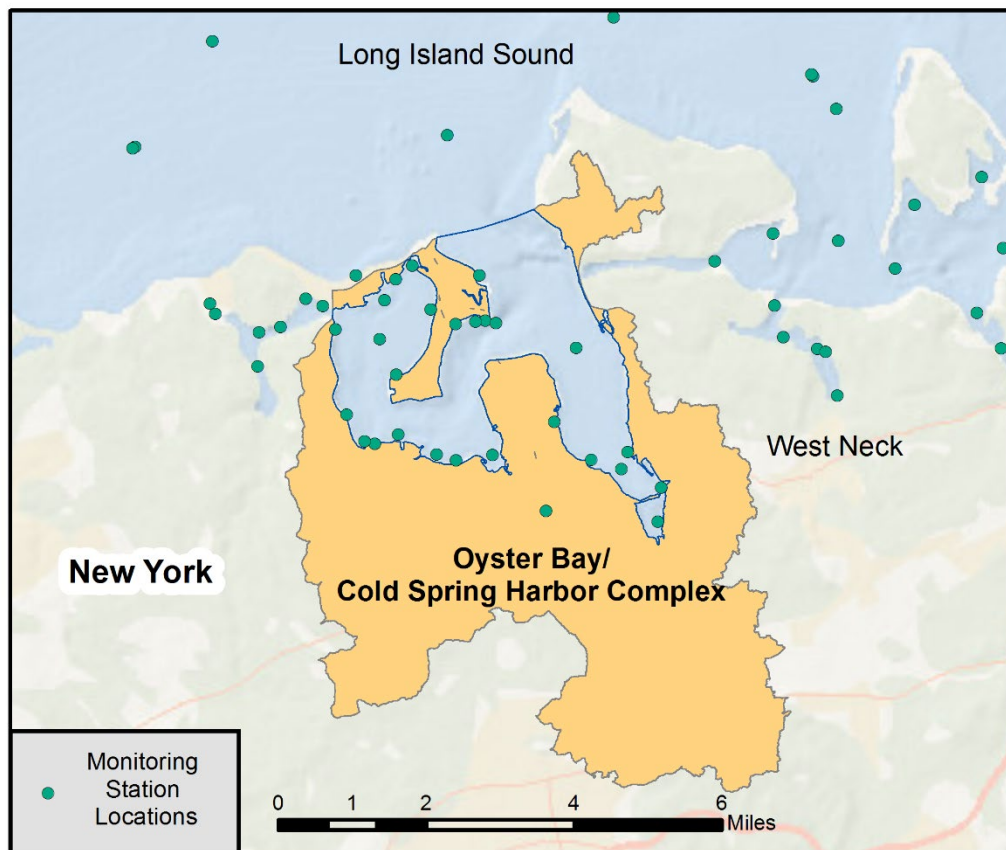 Long Island Sound
West Neck
New York
Oyster Bay/
Cold Spring Harbor Complex
Monitoring
Station
Locations
0 1 2 4 6
Miles